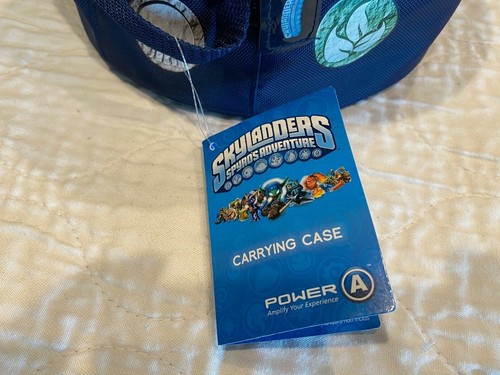 SKYLANDERS
SPYRO'S ADVENTURE
CARRYING CASE
POWER A
Amplify Your Experience